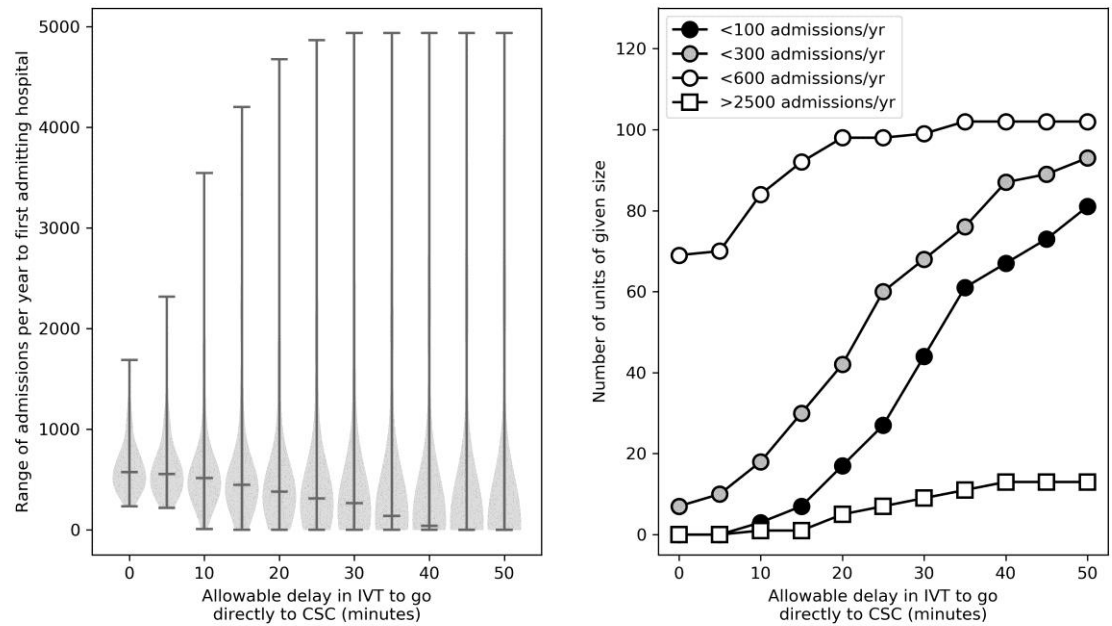 Range of admissions per year to first admitting hospital
5000
4000
3000
2000
1000
0
0 10 20 30 40 50
Allowable delay in IVT to go
directly to CSC (minutes)
Number of units of given size
120
100
80
60
40
20
0
<100 admissions/yr
<300 admissions/yr
<600 admissions/yr
>2500 admissions/yr
0 10 20 30 40 50
Allowable delay in IVT to go
directly to CSC (minutes)